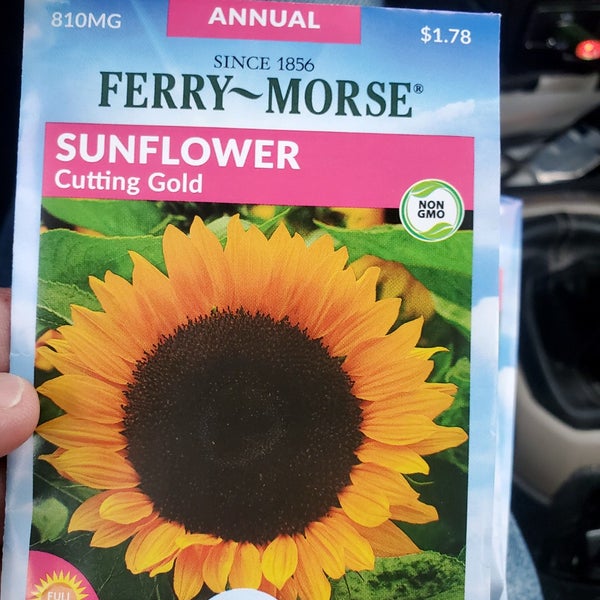 810MG
ANNUAL
$1.78
SINCE 1856
FERRY~MORSE®
SUNFLOWER
Cutting Gold
NON
GMO
FULL